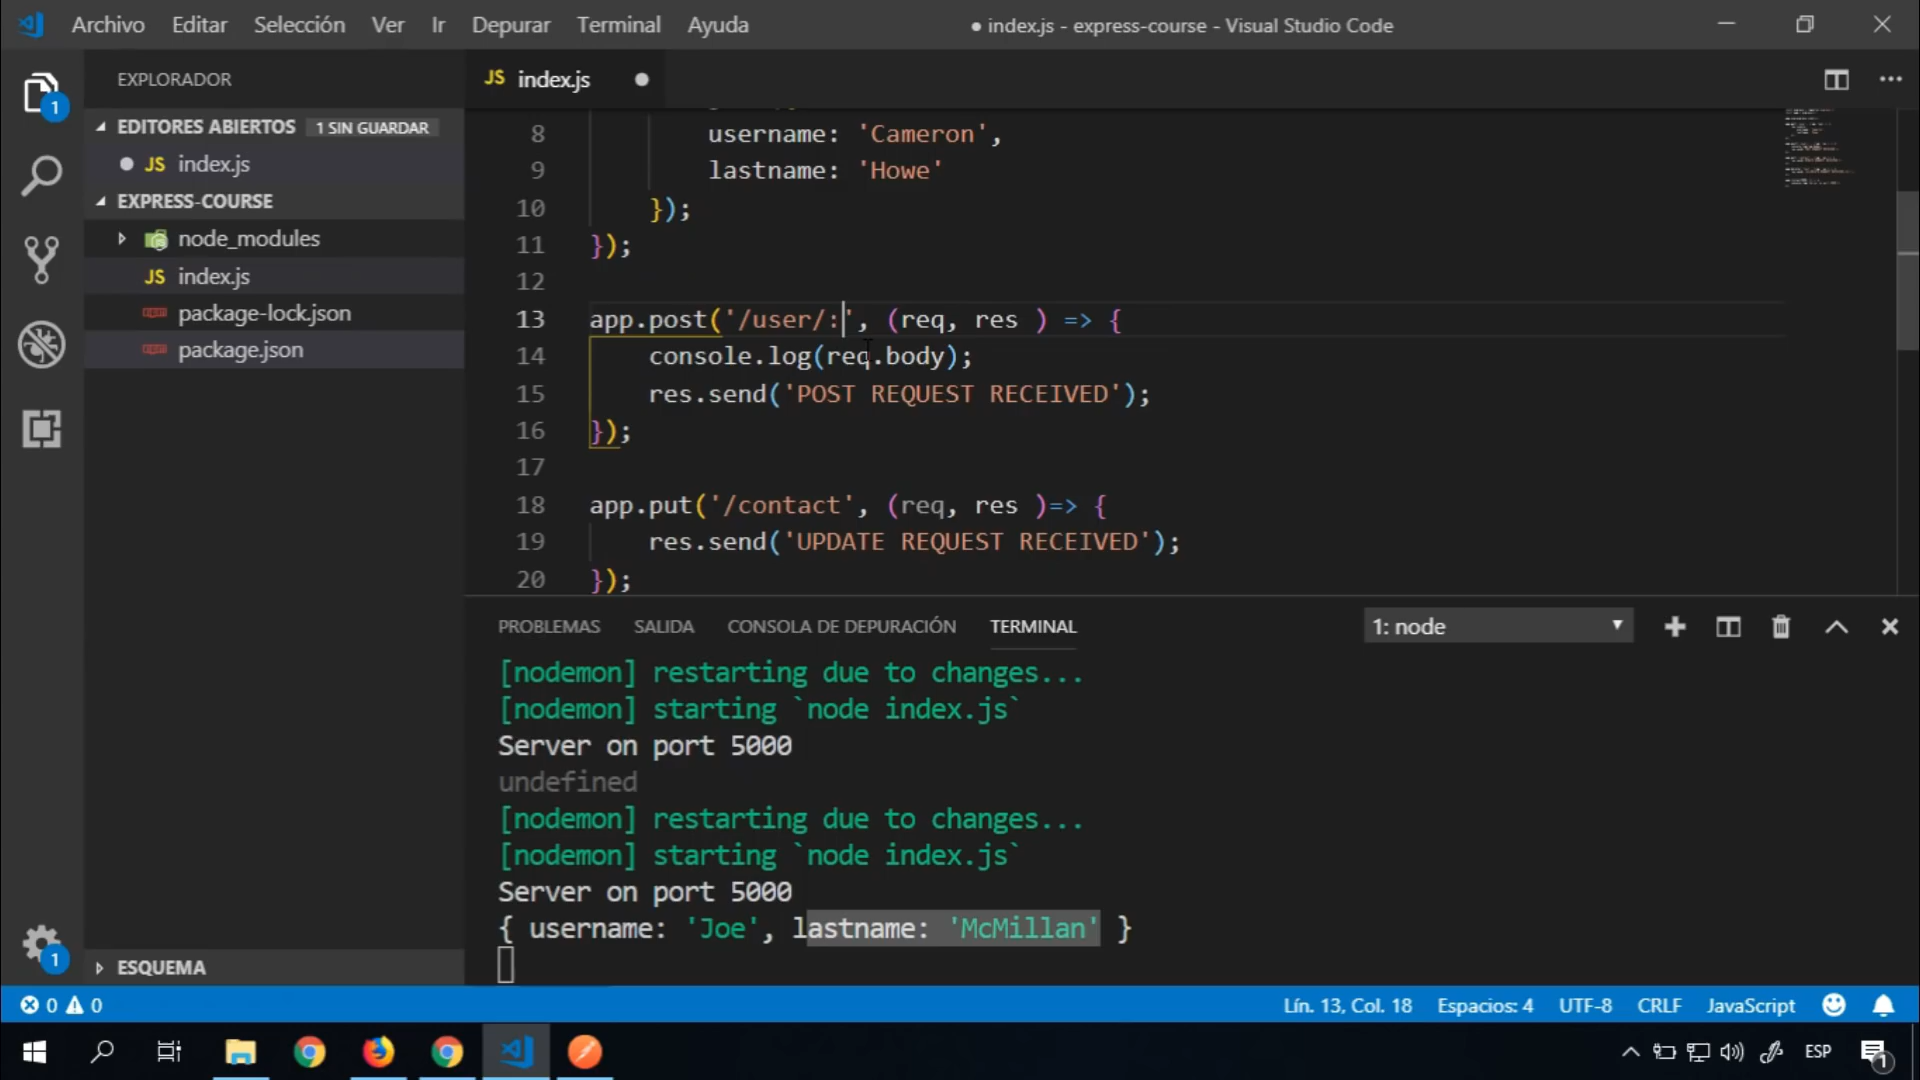 Archivo Editar Selección Ver Ir Depurar Terminal Ayuda
● index.js - express-course - Visual Studio Code
EXPLORADOR
1
EDITORES ABIERTOS 1 SIN GUARDAR
JS index.js
EXPRESS-COURSE
node_modules
JS index.js
package-lock.json
package.json
ESQUEMA
1
JS index.js ●
8 username: 'Cameron',
9 lastname: 'Howe'
10 });
11 });
12
13 app.post('/user/:', (req, res ) => {
14 console.log(req.body);
15 res.send('POST REQUEST RECEIVED');
16 });
17
18 app.put('/contact', (req, res )=> {
19 res.send('UPDATE REQUEST RECEIVED');
20 });
PROBLEMAS SALIDA CONSOLA DE DEPURACIÓN TERMINAL 1: node
[nodemon] restarting due to changes...
[nodemon] starting `node index.js`
Server on port 5000
undefined
[nodemon] restarting due to changes...
[nodemon] starting `node index.js`
Server on port 5000
{ username: 'Joe', lastname: 'McMillan' }
0 0 Lín. 13, Col. 18 Espacios: 4 UTF-8 CRLF JavaScript
ESP 1